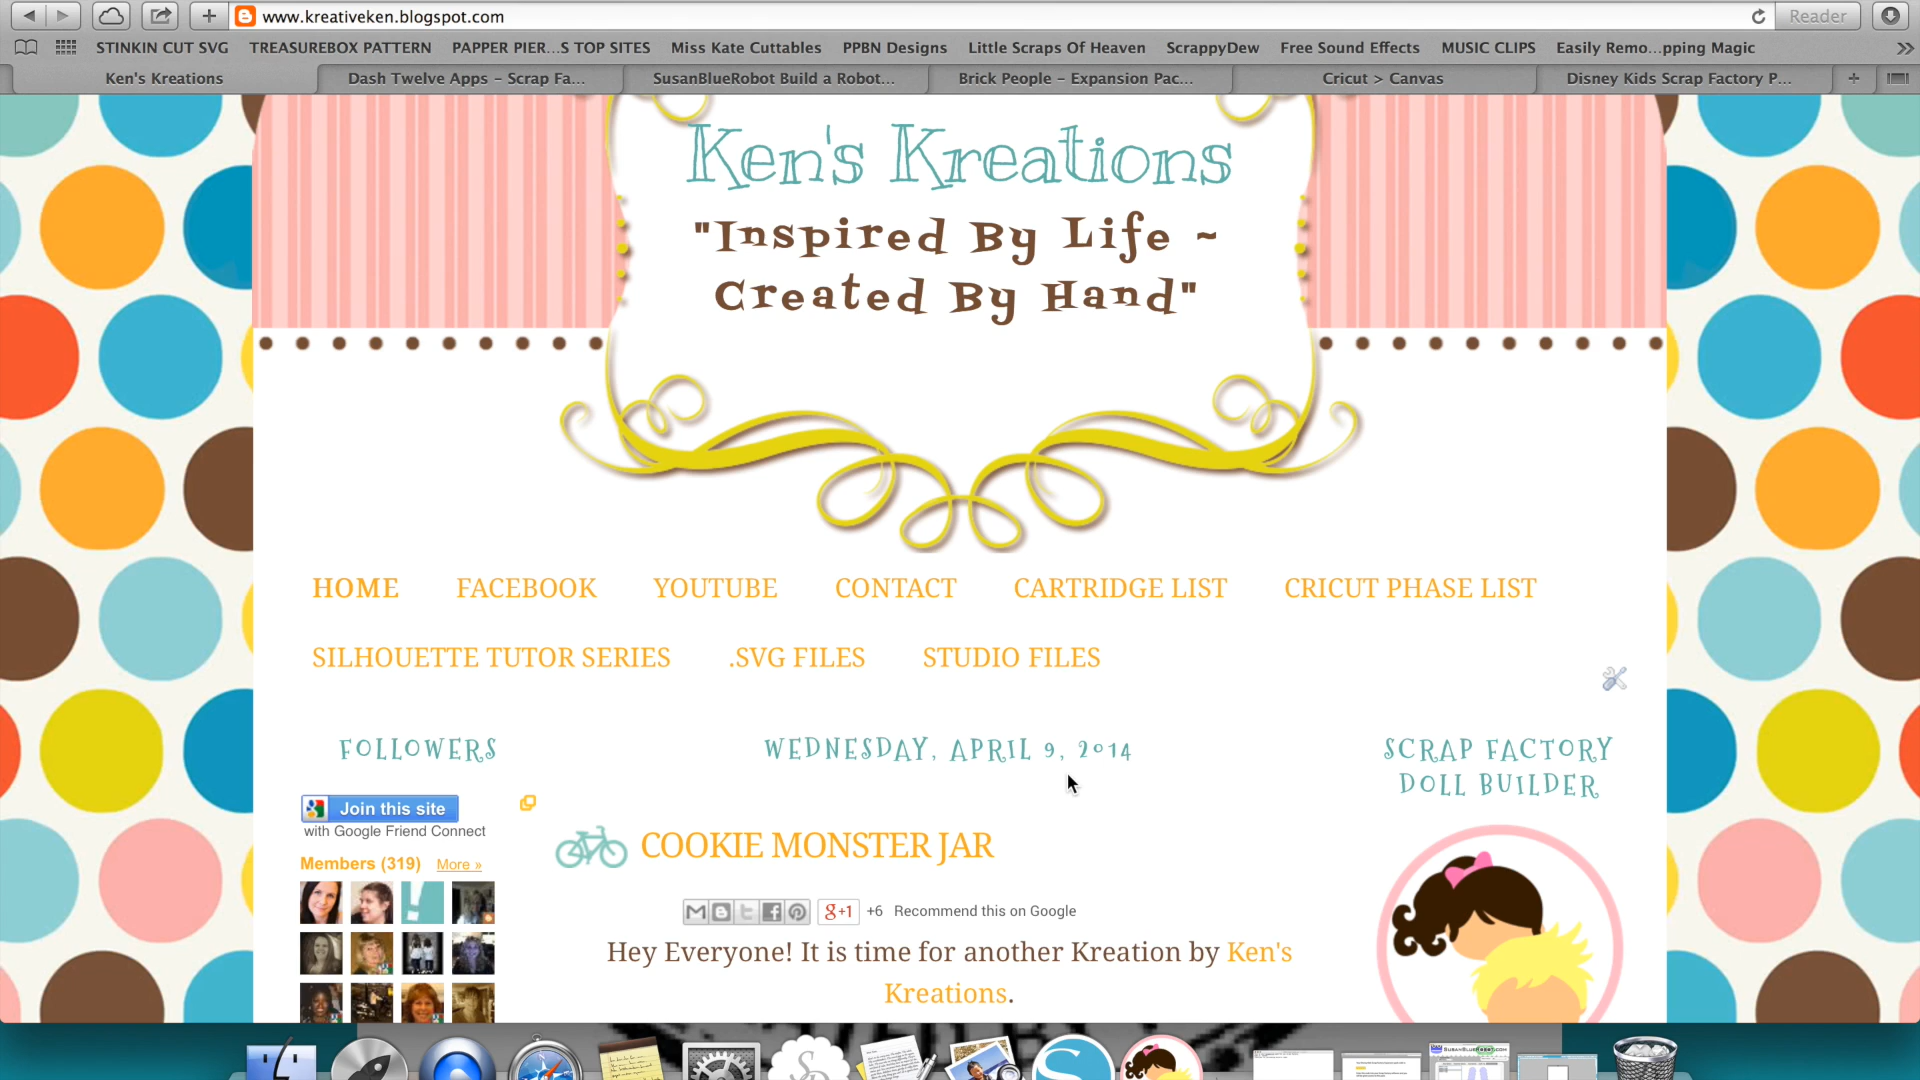 www.kreativeken.blogspot.com
Reader
STINKIN CUT SVG TREASUREBOX PATTERN PAPPER PIER...S TOP SITES Miss Kate Cuttables PPBN Designs Little Scraps Of Heaven ScrappyDew Free Sound Effects MUSIC CLIPS Easily Remo...pping Magic
Ken's Kreations Dash Twelve Apps – Scrap Fa... SusanBlueRobot Build a Robot... Brick People – Expansion Pac... Cricut > Canvas Disney Kids Scrap Factory P...
Ken's Kreations
"Inspired By Life ~
Created By Hand"
HOME FACEBOOK YOUTUBE CONTACT CARTRIDGE LIST CRICUT PHASE LIST
SILHOUETTE TUTOR SERIES .SVG FILES STUDIO FILES
FOLLOWERS
Join this site
with Google Friend Connect
Members (319) More »
WEDNESDAY, APRIL 9, 2014
COOKIE MONSTER JAR
g+1 +6 Recommend this on Google
Hey Everyone! It is time for another Kreation by Ken's
Kreations.
SCRAP FACTORY
DOLL BUILDER
SUSANBLUEROBOT.COM